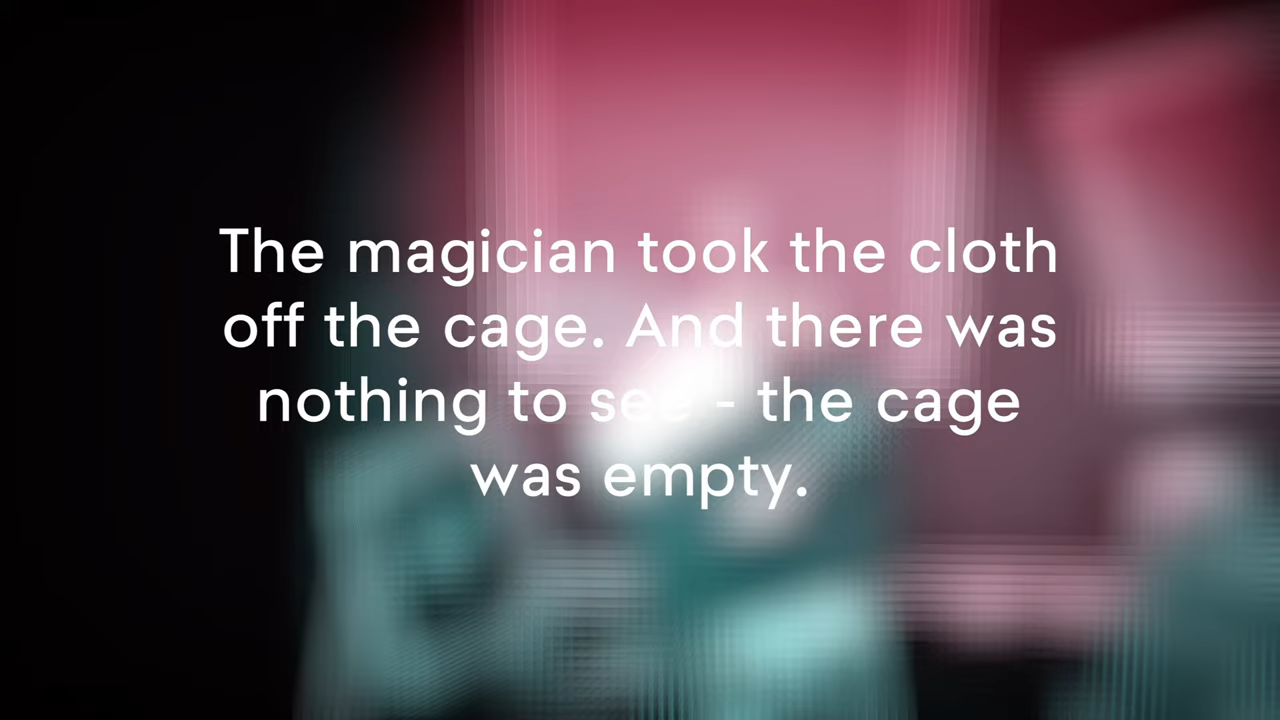 The magician took the cloth
off the cage. And there was
nothing to see - the cage
was empty.